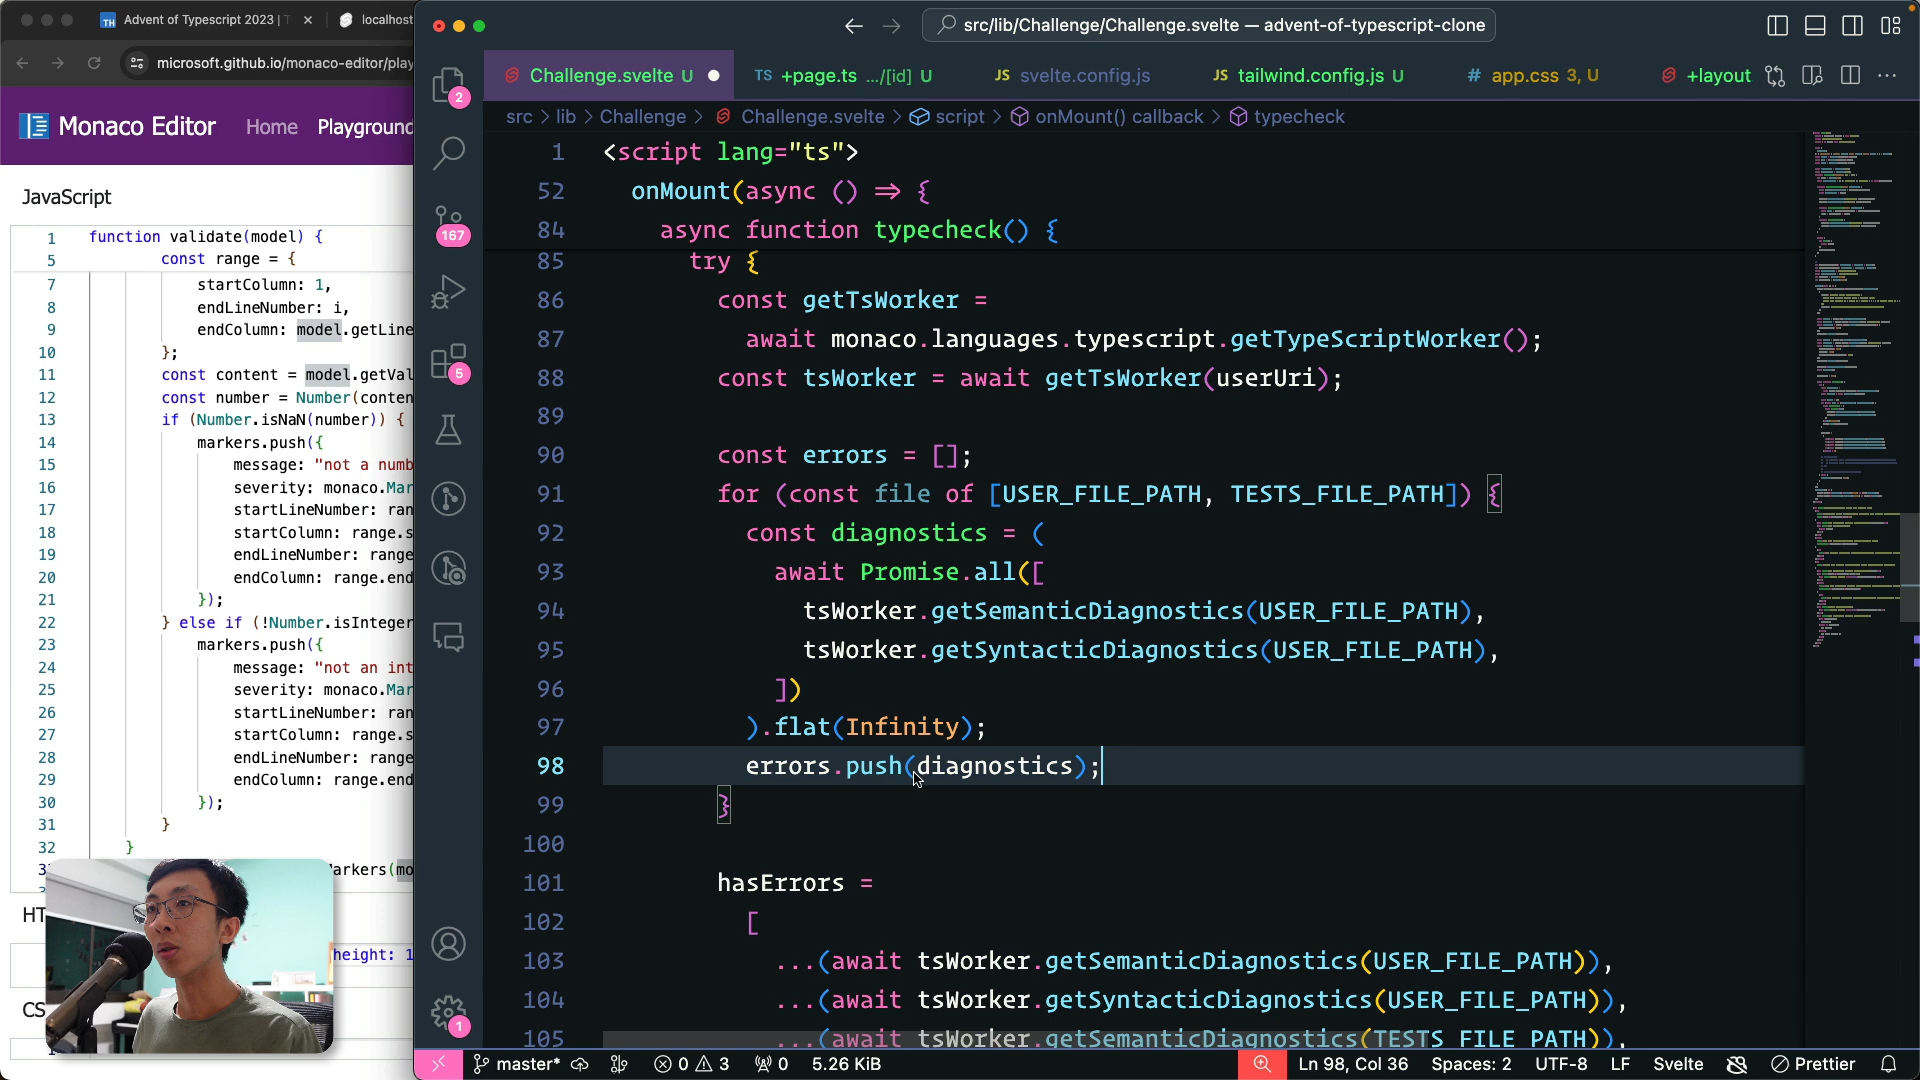 Advent of Typescript 2023 | T
localhost
microsoft.github.io/monaco-editor/play
Monaco Editor
Home
Playground
JavaScript
1 function validate(model) {
5 const range = {
7 startColumn: 1,
8 endLineNumber: i,
9 endColumn: model.getLine
10 };
11 const content = model.getVal
12 const number = Number(conten
13 if (Number.isNaN(number)) {
14 markers.push({
15 message: "not a numb
16 severity: monaco.Mar
17 startLineNumber: ran
18 startColumn: range.s
19 endLineNumber: range
20 endColumn: range.end
21 });
22 } else if (!Number.isInteger
23 markers.push({
24 message: "not an int
25 severity: monaco.Mar
26 startLineNumber: ran
27 startColumn: range.s
28 endLineNumber: range
29 endColumn: range.end
30 });
31 }
32 }
arkers(mo
HT
height: 1
CS
src/lib/Challenge/Challenge.svelte — advent-of-typescript-clone
Challenge.svelte U
TS +page.ts .../[id] U
JS svelte.config.js
JS tailwind.config.js U
# app.css 3, U
+layout
2
167
5
1
src > lib > Challenge > Challenge.svelte > script > onMount() callback > typecheck
1 <script lang="ts">
52 onMount(async () => {
84 async function typecheck() {
85 try {
86 const getTsWorker =
87 await monaco.languages.typescript.getTypeScriptWorker();
88 const tsWorker = await getTsWorker(userUri);
89
90 const errors = [];
91 for (const file of [USER_FILE_PATH, TESTS_FILE_PATH]) {
92 const diagnostics = (
93 await Promise.all([
94 tsWorker.getSemanticDiagnostics(USER_FILE_PATH),
95 tsWorker.getSyntacticDiagnostics(USER_FILE_PATH),
96 ])
97 ).flat(Infinity);
98 errors.push(diagnostics);
99 }
100
101 hasErrors =
102 [
103 ...(await tsWorker.getSemanticDiagnostics(USER_FILE_PATH)),
104 ...(await tsWorker.getSyntacticDiagnostics(USER_FILE_PATH)),
105 ...(await tsWorker.getSemanticDiagnostics(TESTS_FILE_PATH)),
master* 0 3 0 5.26 KiB Ln 98, Col 36 Spaces: 2 UTF-8 LF Svelte Prettier